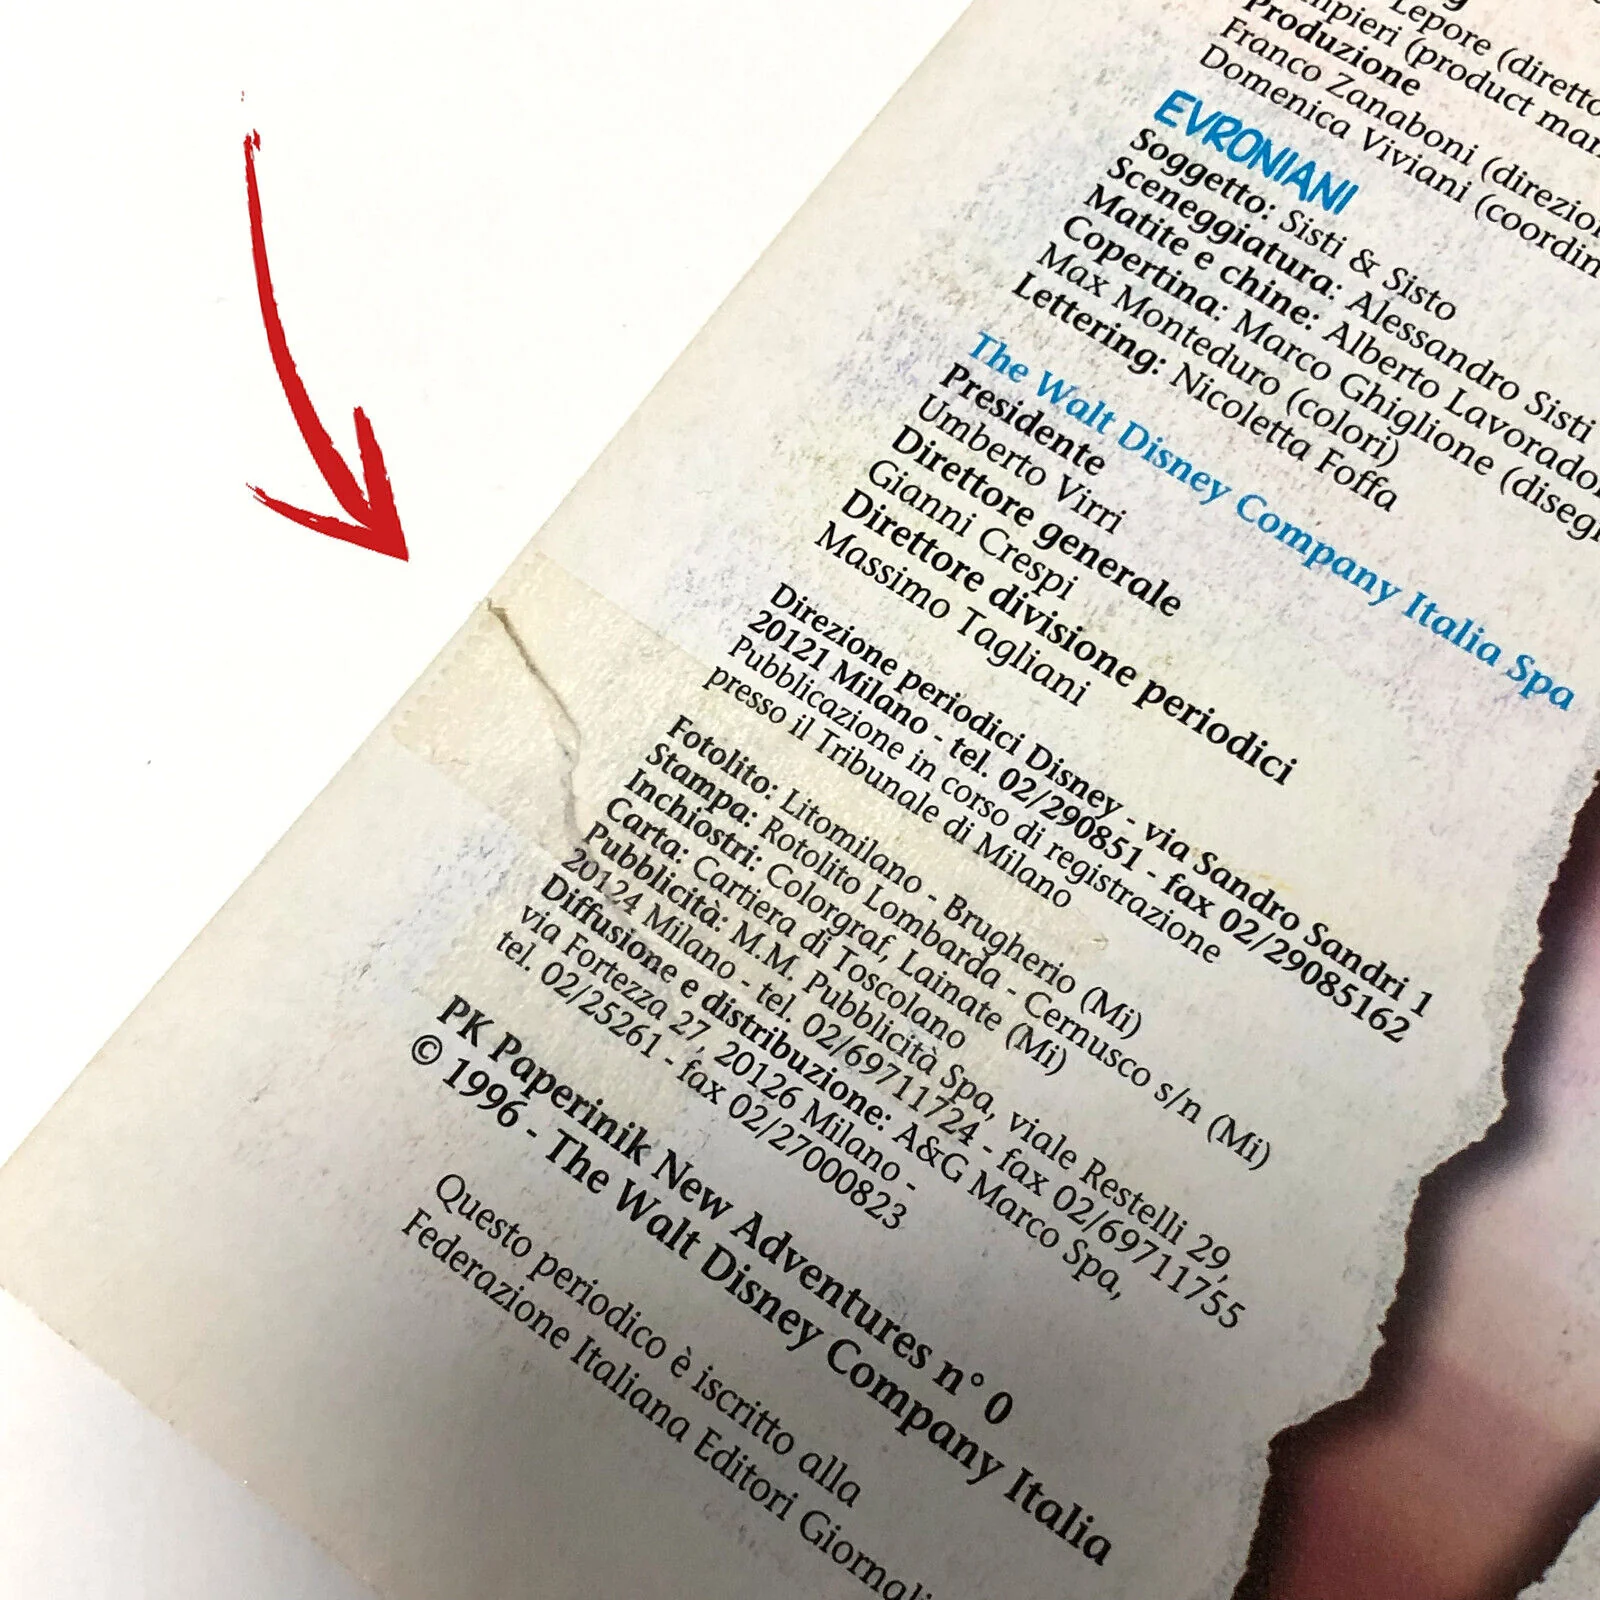 Lepore (diretto
(product man
Produzione
Franco Zanaboni (direzion
Domenica Viviani (coordin
EVRONIANI
Soggetto: Sisti & Sisto
Sceneggiatura: Alessandro Sisti
Matite e chine: Alberto Lavorado
Copertina: Marco Ghiglione (disegn
Max Monteduro (colori)
Lettering: Nicoletta Foffa
The Walt Disney Company Italia Spa
Presidente
Umberto Virri
Direttore generale
Gianni Crespi
Direttore divisione periodici
Massimo Tagliani
Direzione periodici Disney - via Sandro Sandri 1
20121 Milano - tel. 02/290851 - fax 02/29085162
Pubblicazione in corso di registrazione
presso il Tribunale di Milano
Fotolito: Litomilano - Brugherio (Mi)
Stampa: Rotolito Lombarda - Cernusco s/n (Mi)
Inchiostri: Colorgraf, Lainate (Mi)
Carta: Cartiera di Toscolano
Pubblicità: M.M. Pubblicità Spa, viale Restelli 29,
20124 Milano - tel. 02/69711724 - fax 02/69711755
Diffusione e distribuzione: A&G Marco Spa,
via Fortezza 27, 20126 Milano -
tel. 02/25261 - fax 02/27000823
PK Paperinik New Adventures n° 0
© 1996 - The Walt Disney Company Italia
Questo periodico è iscritto alla
Federazione Italiana Editori Giornali